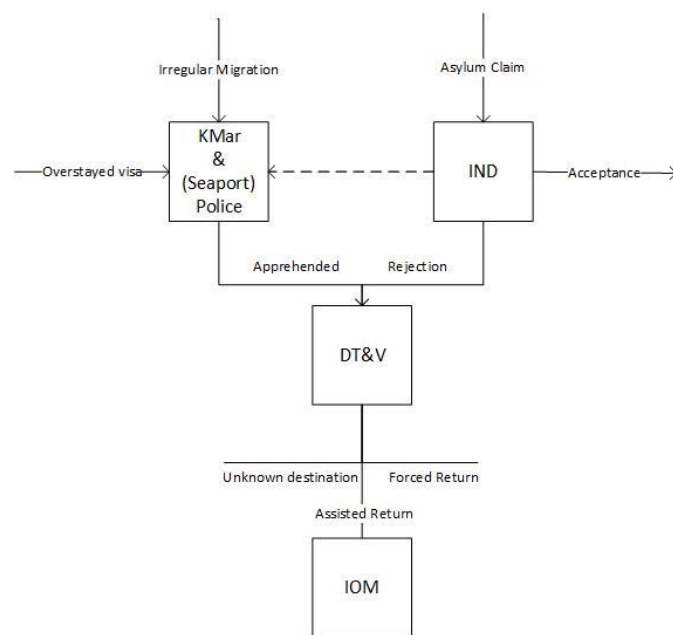 Irregular Migration
Asylum Claim
KMar
&
(Seaport)
Police
IND
Overstayed visa
Acceptance
Apprehended
Rejection
DT&V
Unknown destination
Forced Return
Assisted Return
IOM